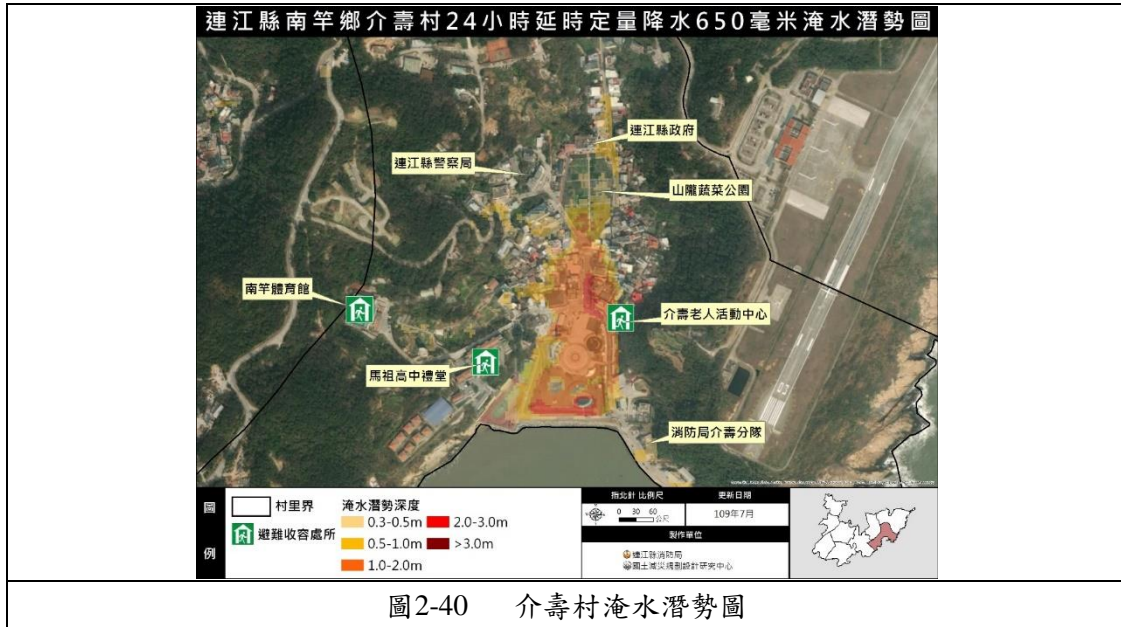 連江縣南竿鄉介壽村24小時延時定量降水650毫米淹水潛勢圖
連江縣政府
連江縣警察局
山隴蔬菜公園
南竿體育館
介壽老人活動中心
馬祖高中禮堂
消防局介壽分隊
圖例
村里界
避難收容處所
淹水潛勢深度
0.3-0.5m
0.5-1.0m
1.0-2.0m
2.0-3.0m
>3.0m
指北針 比例尺
0 30 60
公尺
更新日期
109年7月
製作單位
連江縣消防局
國土減災規劃設計研究中心
圖2-40 介壽村淹水潛勢圖